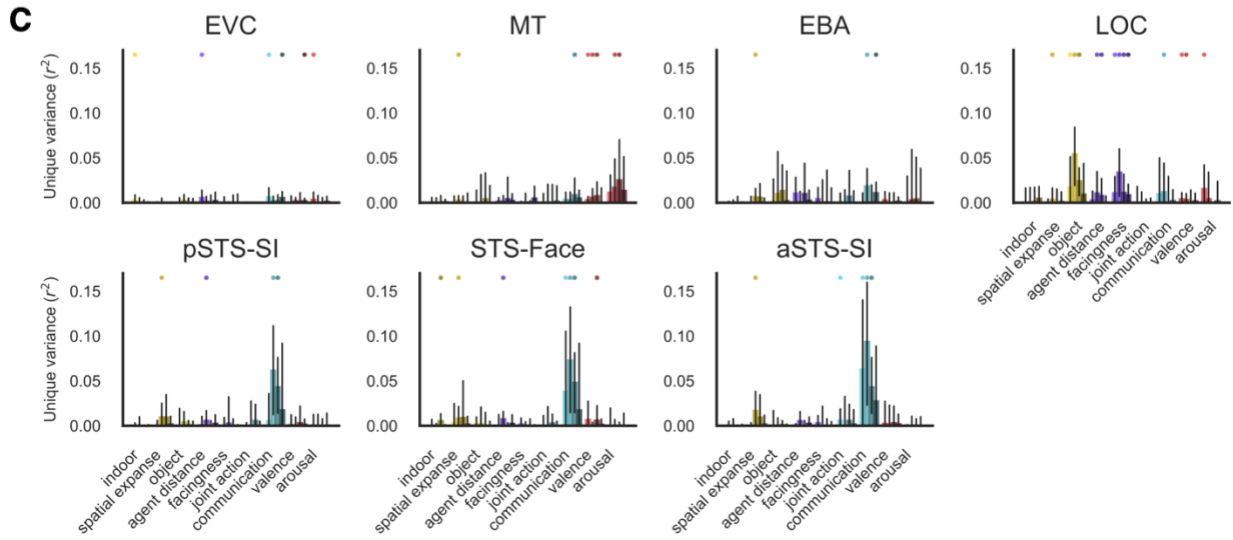 C
EVC
MT
EBA
LOC
Unique variance (r²)
0.15
0.10
0.05
0.00
0.15
0.10
0.05
0.00
0.15
0.10
0.05
0.00
0.15
0.10
0.05
0.00
indoor
spatial expanse
object
agent distance
facingness
joint action
communication
valence
arousal
pSTS-SI
STS-Face
aSTS-SI
Unique variance (r²)
0.15
0.10
0.05
0.00
0.15
0.10
0.05
0.00
0.15
0.10
0.05
0.00
indoor
spatial expanse
object
agent distance
facingness
joint action
communication
valence
arousal
indoor
spatial expanse
object
agent distance
facingness
joint action
communication
valence
arousal
indoor
spatial expanse
object
agent distance
facingness
joint action
communication
valence
arousal